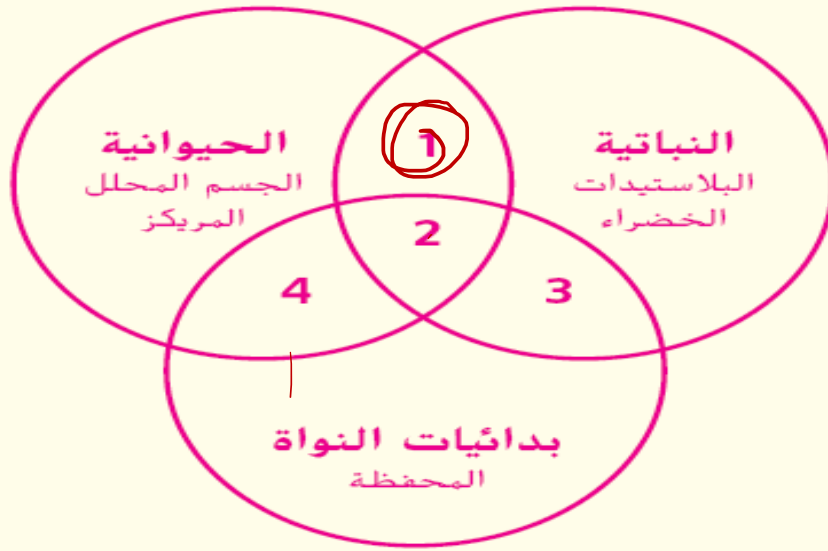 1
الحيوانية
الجسم المحلل
المريكز
النباتية
البلاستيدات
الخضراء
2
4
3
بدائيات النواة
المحفظة